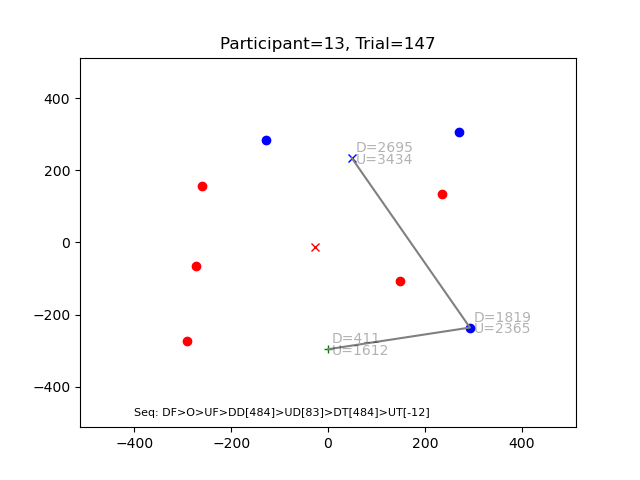 Participant=13, Trial=147
400
200
0
−200
−400
D=2695
U=3434
D=1819
U=2365
D=411
U=1612
Seq: DF>O>UF>DD[484]>UD[83]>DT[484]>UT[-12]
−400
−200
0
200
400